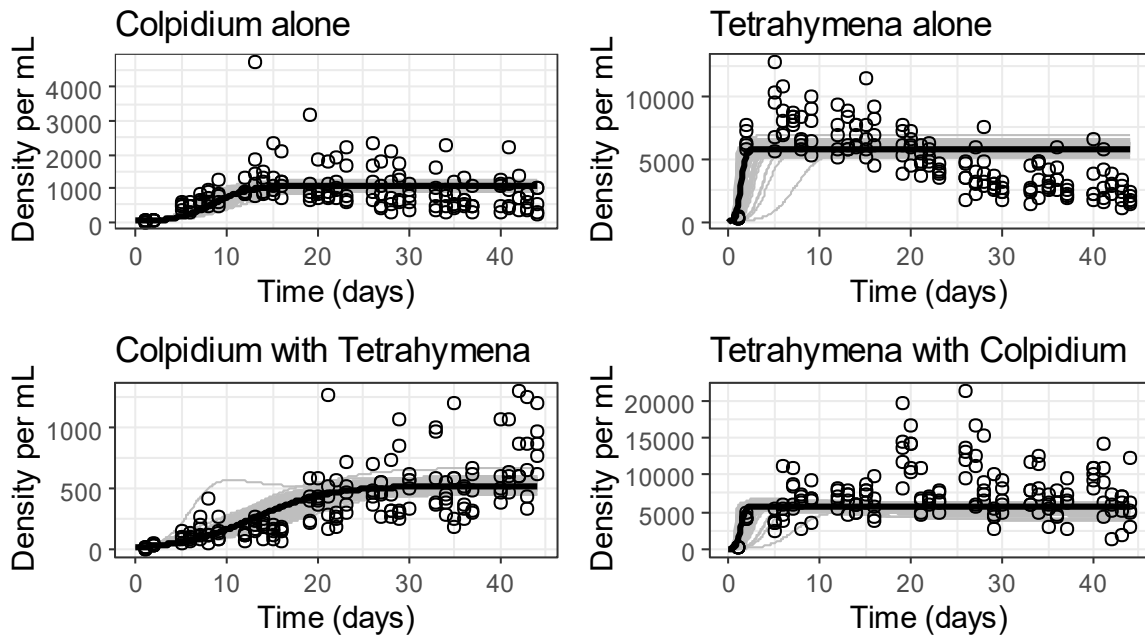 Colpidium alone
Density per mL
4000
3000
2000
1000
0
0 10 20 30 40
Time (days)
Tetrahymena alone
Density per mL
10000
5000
0
0 10 20 30 40
Time (days)
Colpidium with Tetrahymena
Density per mL
1000
500
0
0 10 20 30 40
Time (days)
Tetrahymena with Colpidium
Density per mL
20000
15000
10000
5000
0
0 10 20 30 40
Time (days)